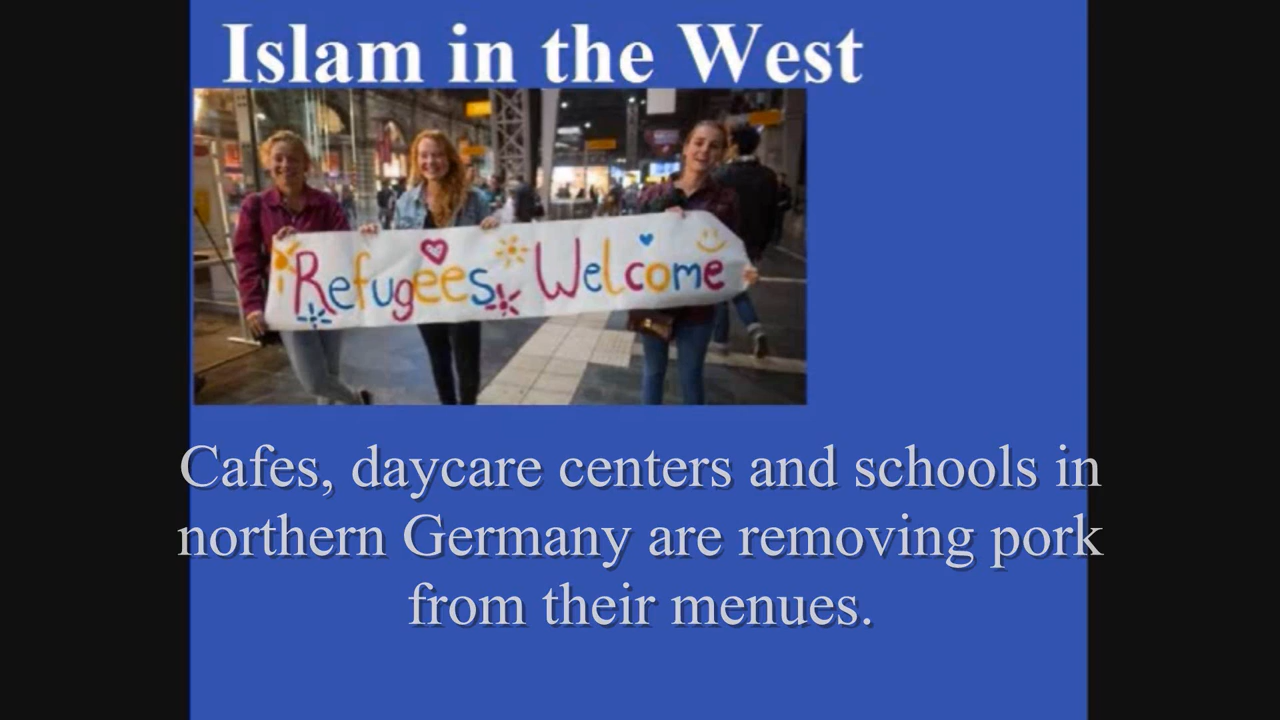 Islam in the West
Refugees Welcome
Cafes, daycare centers and schools in
northern Germany are removing pork
from their menues.